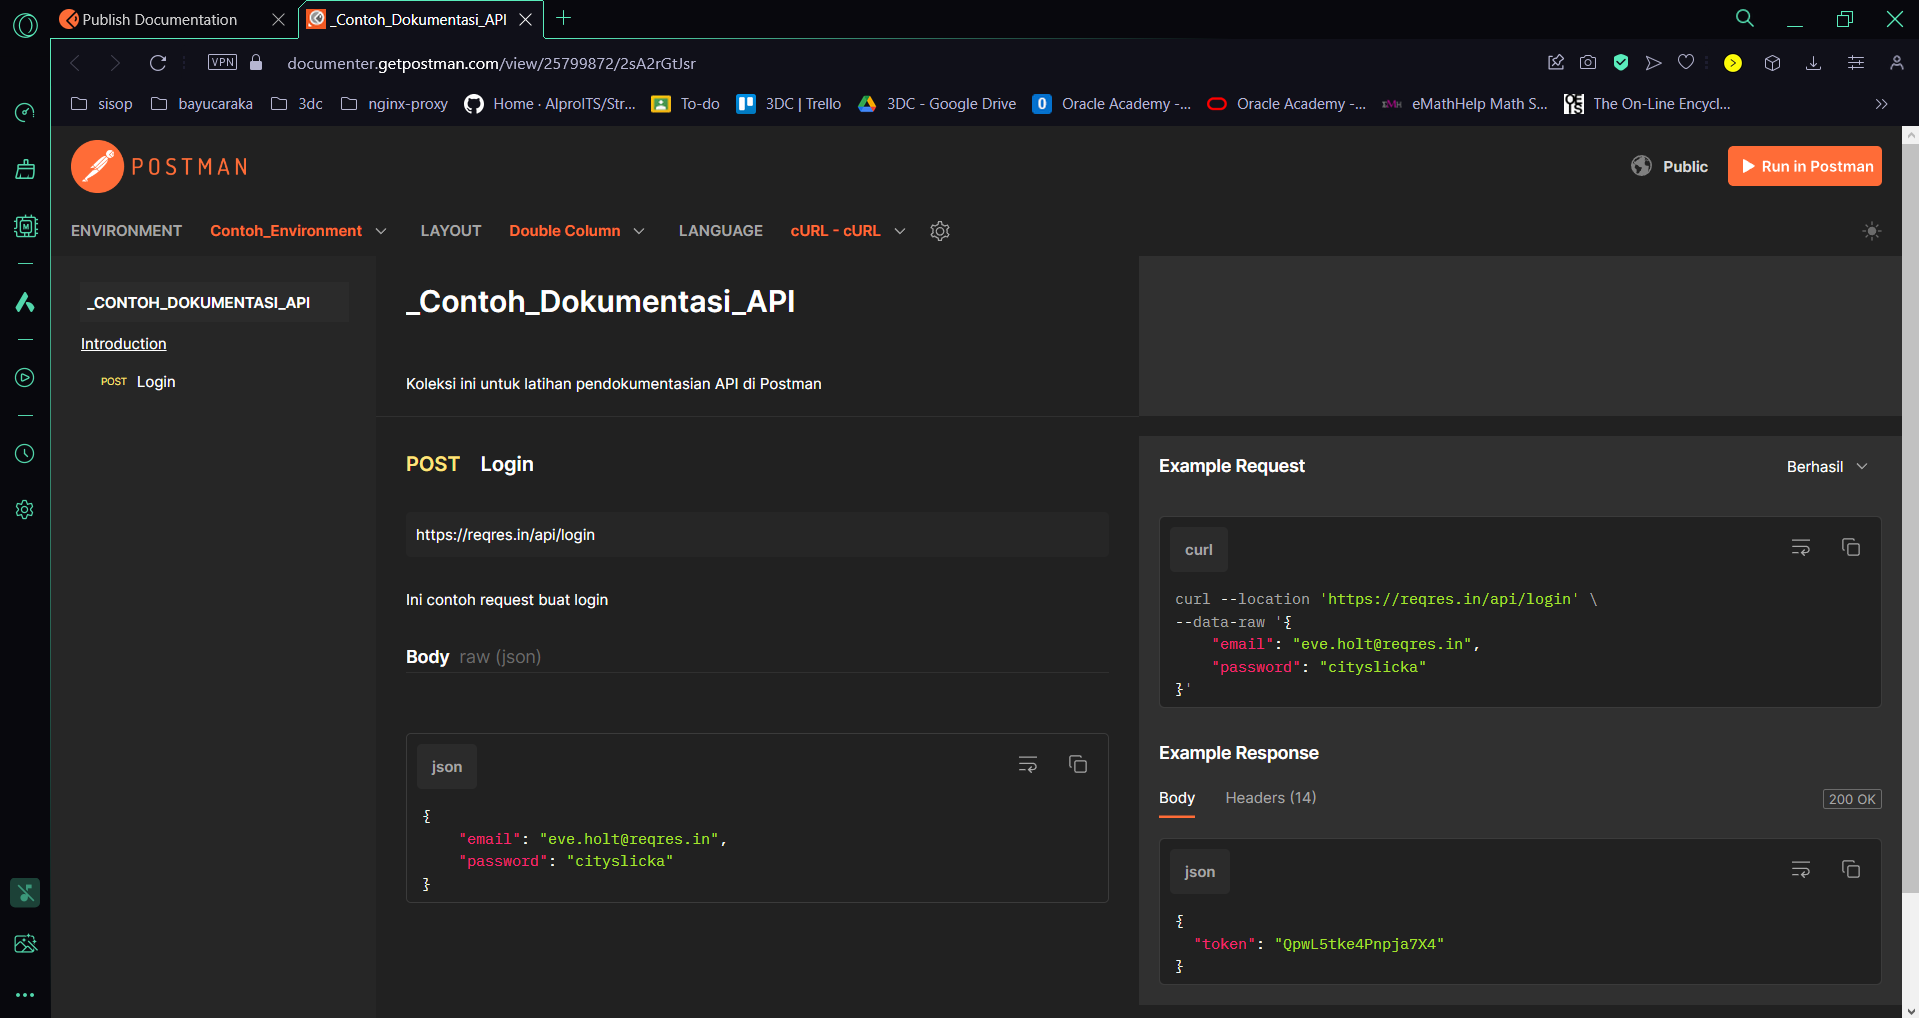 Publish Documentation
_Contoh_Dokumentasi_API
VPN
documenter.getpostman.com/view/25799872/2sA2rGtJsr
sisop
bayucaraka
3dc
nginx-proxy
Home · AlproITS/Str...
To-do
3DC | Trello
3DC - Google Drive
Oracle Academy -...
Oracle Academy -...
eMathHelp Math S...
The On-Line Encycl...
POSTMAN
Public
Run in Postman
ENVIRONMENT
Contoh_Environment
LAYOUT
Double Column
LANGUAGE
cURL - cURL
_CONTOH_DOKUMENTASI_API
Introduction
POST Login
_Contoh_Dokumentasi_API
Koleksi ini untuk latihan pendokumentasian API di Postman
POST Login
https://reqres.in/api/login
Ini contoh request buat login
Body raw (json)
json
{
    "email": "eve.holt@reqres.in",
    "password": "cityslicka"
}
Example Request
Berhasil
curl
curl --location 'https://reqres.in/api/login' \
--data-raw '{
    "email": "eve.holt@reqres.in",
    "password": "cityslicka"
}'
Example Response
Body
Headers (14)
200 OK
json
{
  "token": "QpwL5tke4Pnpja7X4"
}